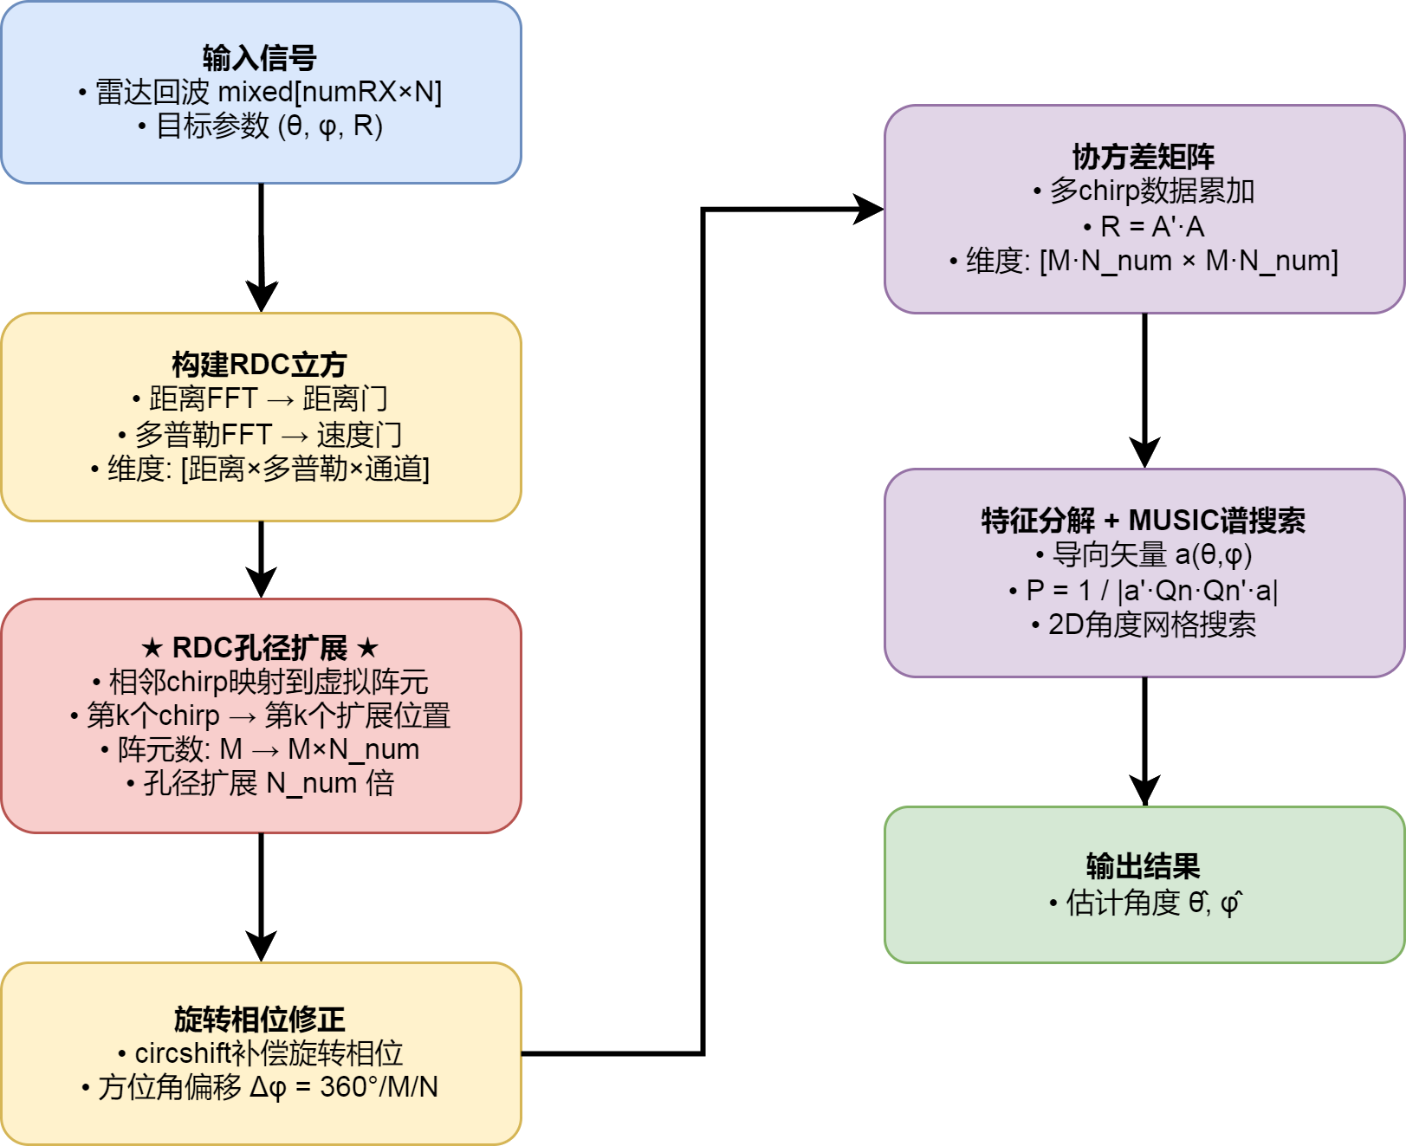 输入信号
• 雷达回波 mixed[numRX×N]
• 目标参数 (θ, φ, R)
构建RDC立方
• 距离FFT → 距离门
• 多普勒FFT → 速度门
• 维度: [距离×多普勒×通道]
★ RDC孔径扩展 ★
• 相邻chirp映射到虚拟阵元
• 第k个chirp → 第k个扩展位置
• 阵元数: M → M×N_num
• 孔径扩展 N_num 倍
旋转相位修正
• circshift补偿旋转相位
• 方位角偏移 Δφ = 360°/M/N
协方差矩阵
• 多chirp数据累加
• R = A'·A
• 维度: [M·N_num × M·N_num]
特征分解 + MUSIC谱搜索
• 导向矢量 a(θ,φ)
• P = 1 / |a'·Qn·Qn'·a|
• 2D角度网格搜索
输出结果
• 估计角度 θ̂, φ̂